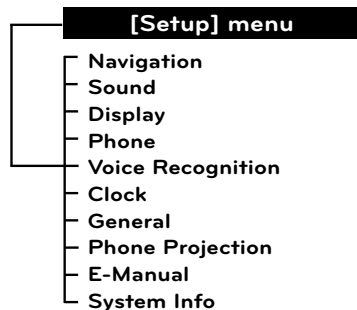 [Setup] menu
Navigation
Sound
Display
Phone
Voice Recognition
Clock
General
Phone Projection
E-Manual
System Info